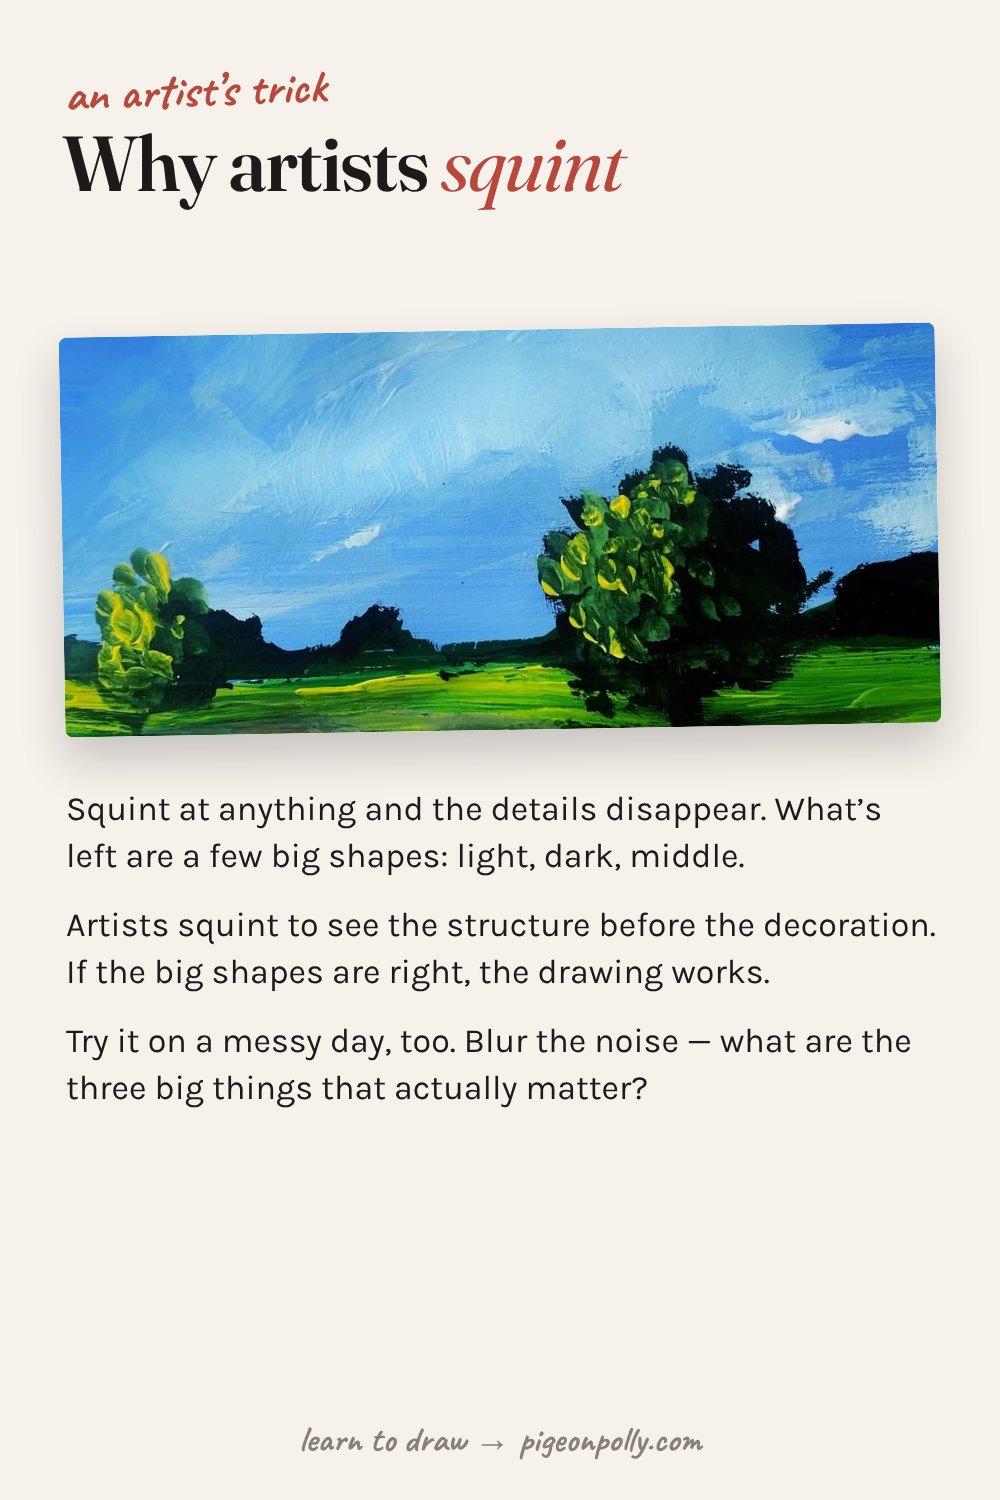 an artist’s trick
Why artists squint
Squint at anything and the details disappear. What’s
left are a few big shapes: light, dark, middle.
Artists squint to see the structure before the decoration.
If the big shapes are right, the drawing works.
Try it on a messy day, too. Blur the noise — what are the
three big things that actually matter?
learn to draw → pigeonpolly.com